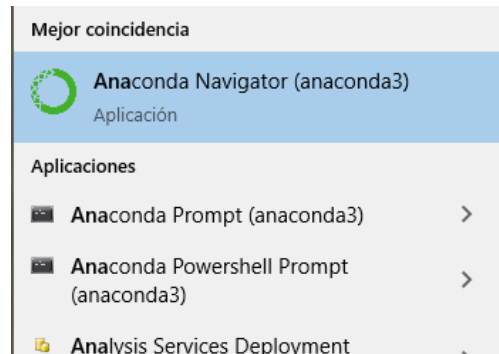 Mejor coincidencia
Anaconda Navigator (anaconda3)
Aplicación
Aplicaciones
Anaconda Prompt (anaconda3)
Anaconda Powershell Prompt
(anaconda3)
Analysis Services Deployment